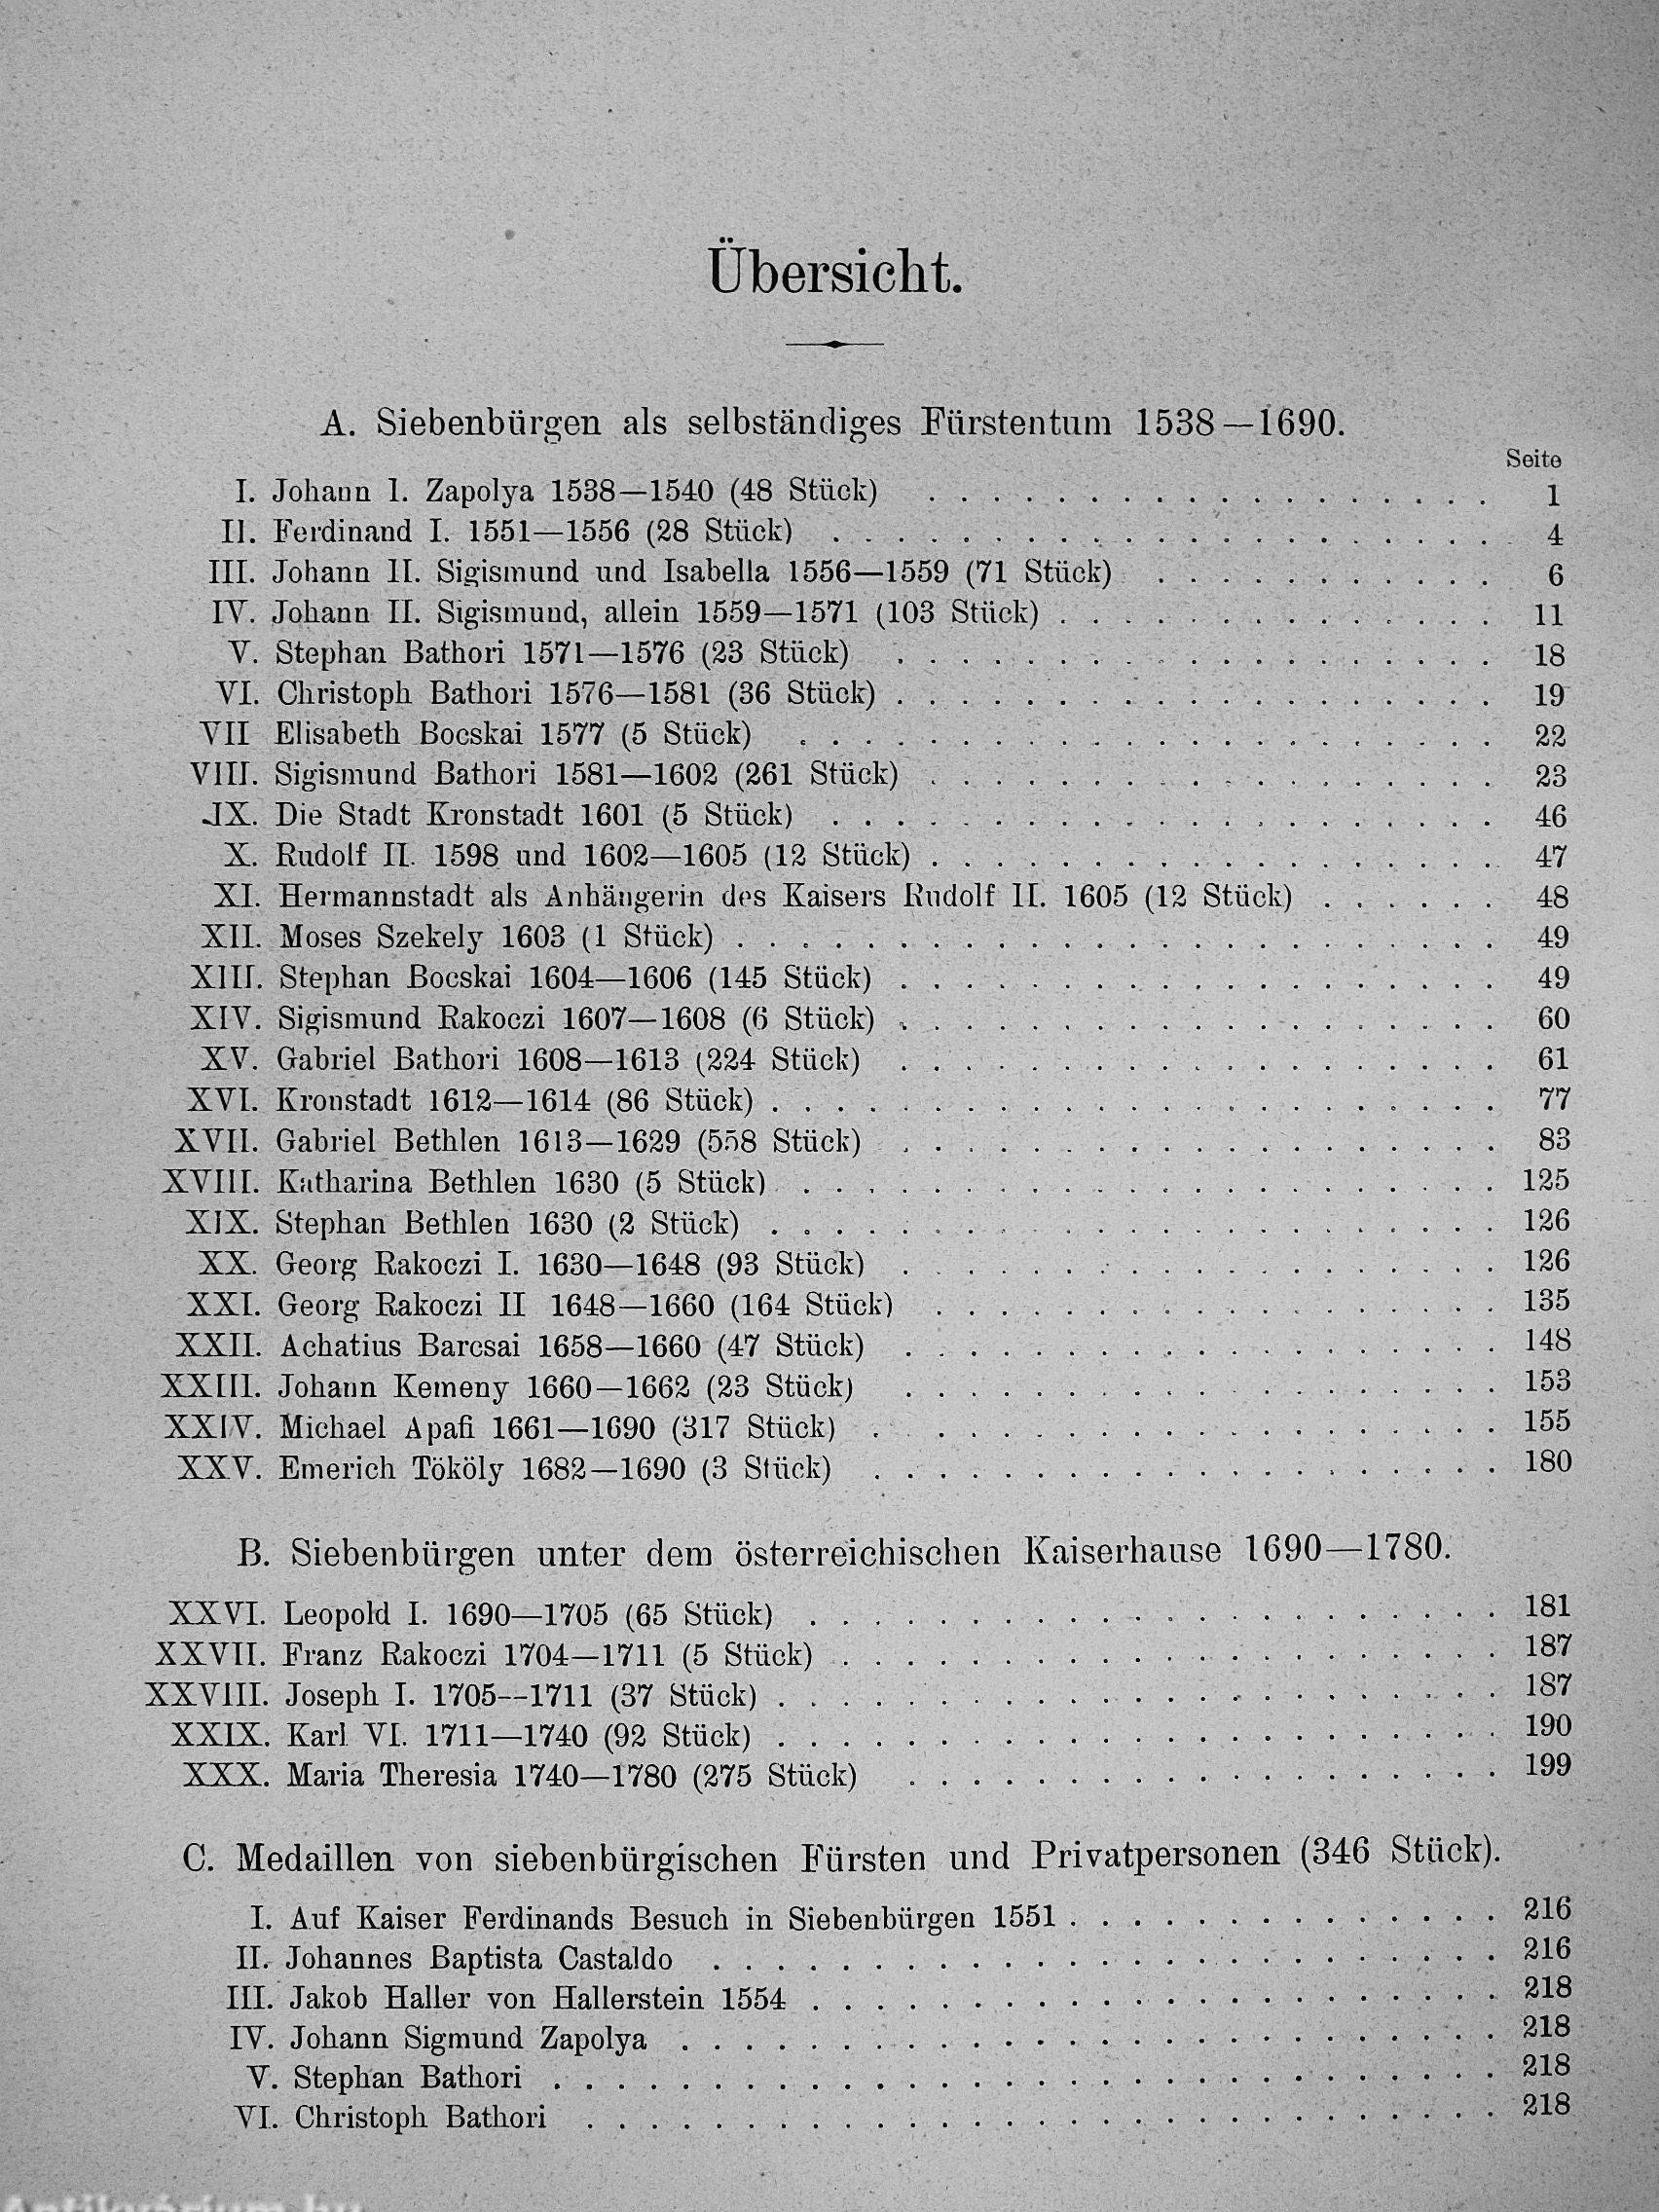 Übersicht.
A. Siebenbürgen als selbständiges Fürstentum 1538—1690.
Seite
I. Johann I. Zapolya 1538—1540 (48 Stück) . . . . . . . . . . . . . . . . . . 1
II. Ferdinand I. 1551—1556 (28 Stück) . . . . . . . . . . . . . . . . . . . . . 4
III. Johann II. Sigismund und Isabella 1556—1559 (71 Stück) . . . . . . . . . . . 6
IV. Johann II. Sigismund, allein 1559—1571 (103 Stück) . . . . . . . . . . . . . . 11
V. Stephan Bathori 1571—1576 (23 Stück) . . . . . . . . . . . . . . . . . . . 18
VI. Christoph Bathori 1576—1581 (36 Stück) . . . . . . . . . . . . . . . . . . . 19
VII Elisabeth Bocskai 1577 (5 Stück) . . . . . . . . . . . . . . . . . . . . . . 22
VIII. Sigismund Bathori 1581—1602 (261 Stück) . . . . . . . . . . . . . . . . . . 23
IX. Die Stadt Kronstadt 1601 (5 Stück) . . . . . . . . . . . . . . . . . . . . . 46
X. Rudolf II. 1598 und 1602—1605 (12 Stück) . . . . . . . . . . . . . . . . . . 47
XI. Hermannstadt als Anhängerin des Kaisers Rudolf II. 1605 (12 Stück) . . . . . . 48
XII. Moses Szekely 1603 (1 Stück) . . . . . . . . . . . . . . . . . . . . . . . . 49
XIII. Stephan Bocskai 1604—1606 (145 Stück) . . . . . . . . . . . . . . . . . . . 49
XIV. Sigismund Rakoczi 1607—1608 (6 Stück) . . . . . . . . . . . . . . . . . . . 60
XV. Gabriel Bathori 1608—1613 (224 Stück) . . . . . . . . . . . . . . . . . . . 61
XVI. Kronstadt 1612—1614 (86 Stück) . . . . . . . . . . . . . . . . . . . . . . . 77
XVII. Gabriel Bethlen 1613—1629 (558 Stück) . . . . . . . . . . . . . . . . . . . 83
XVIII. Katharina Bethlen 1630 (5 Stück) . . . . . . . . . . . . . . . . . . . . . . 125
XIX. Stephan Bethlen 1630 (2 Stück) . . . . . . . . . . . . . . . . . . . . . . . 126
XX. Georg Rakoczi I. 1630—1648 (93 Stück) . . . . . . . . . . . . . . . . . . . 126
XXI. Georg Rakoczi II 1648—1660 (164 Stück) . . . . . . . . . . . . . . . . . . 135
XXII. Achatius Barcsai 1658—1660 (47 Stück) . . . . . . . . . . . . . . . . . . . 148
XXIII. Johann Kemeny 1660—1662 (23 Stück) . . . . . . . . . . . . . . . . . . . 153
XXIV. Michael Apafi 1661—1690 (317 Stück) . . . . . . . . . . . . . . . . . . . 155
XXV. Emerich Tököly 1682—1690 (3 Stück) . . . . . . . . . . . . . . . . . . . . 180
B. Siebenbürgen unter dem österreichischen Kaiserhause 1690—1780.
XXVI. Leopold I. 1690—1705 (65 Stück) . . . . . . . . . . . . . . . . . . . . . . 181
XXVII. Franz Rakoczi 1704—1711 (5 Stück) . . . . . . . . . . . . . . . . . . . . . 187
XXVIII. Joseph I. 1705--1711 (37 Stück) . . . . . . . . . . . . . . . . . . . . . . . 187
XXIX. Karl VI. 1711—1740 (92 Stück) . . . . . . . . . . . . . . . . . . . . . . . 190
XXX. Maria Theresia 1740—1780 (275 Stück) . . . . . . . . . . . . . . . . . . . 199
C. Medaillen von siebenbürgischen Fürsten und Privatpersonen (346 Stück).
I. Auf Kaiser Ferdinands Besuch in Siebenbürgen 1551 . . . . . . . . . . . . . . 216
II. Johannes Baptista Castaldo . . . . . . . . . . . . . . . . . . . . . . . . . 216
III. Jakob Haller von Hallerstein 1554 . . . . . . . . . . . . . . . . . . . . . . 218
IV. Johann Sigmund Zapolya . . . . . . . . . . . . . . . . . . . . . . . . . . 218
V. Stephan Bathori . . . . . . . . . . . . . . . . . . . . . . . . . . . . . . 218
VI. Christoph Bathori . . . . . . . . . . . . . . . . . . . . . . . . . . . . . 218
Antikvárium.hu